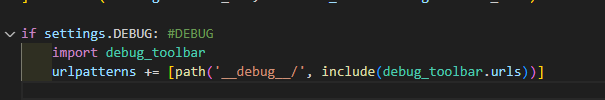 if settings.DEBUG: #DEBUG
import debug_toolbar
urlpatterns += [path('__debug__/', include(debug_toolbar.urls))]